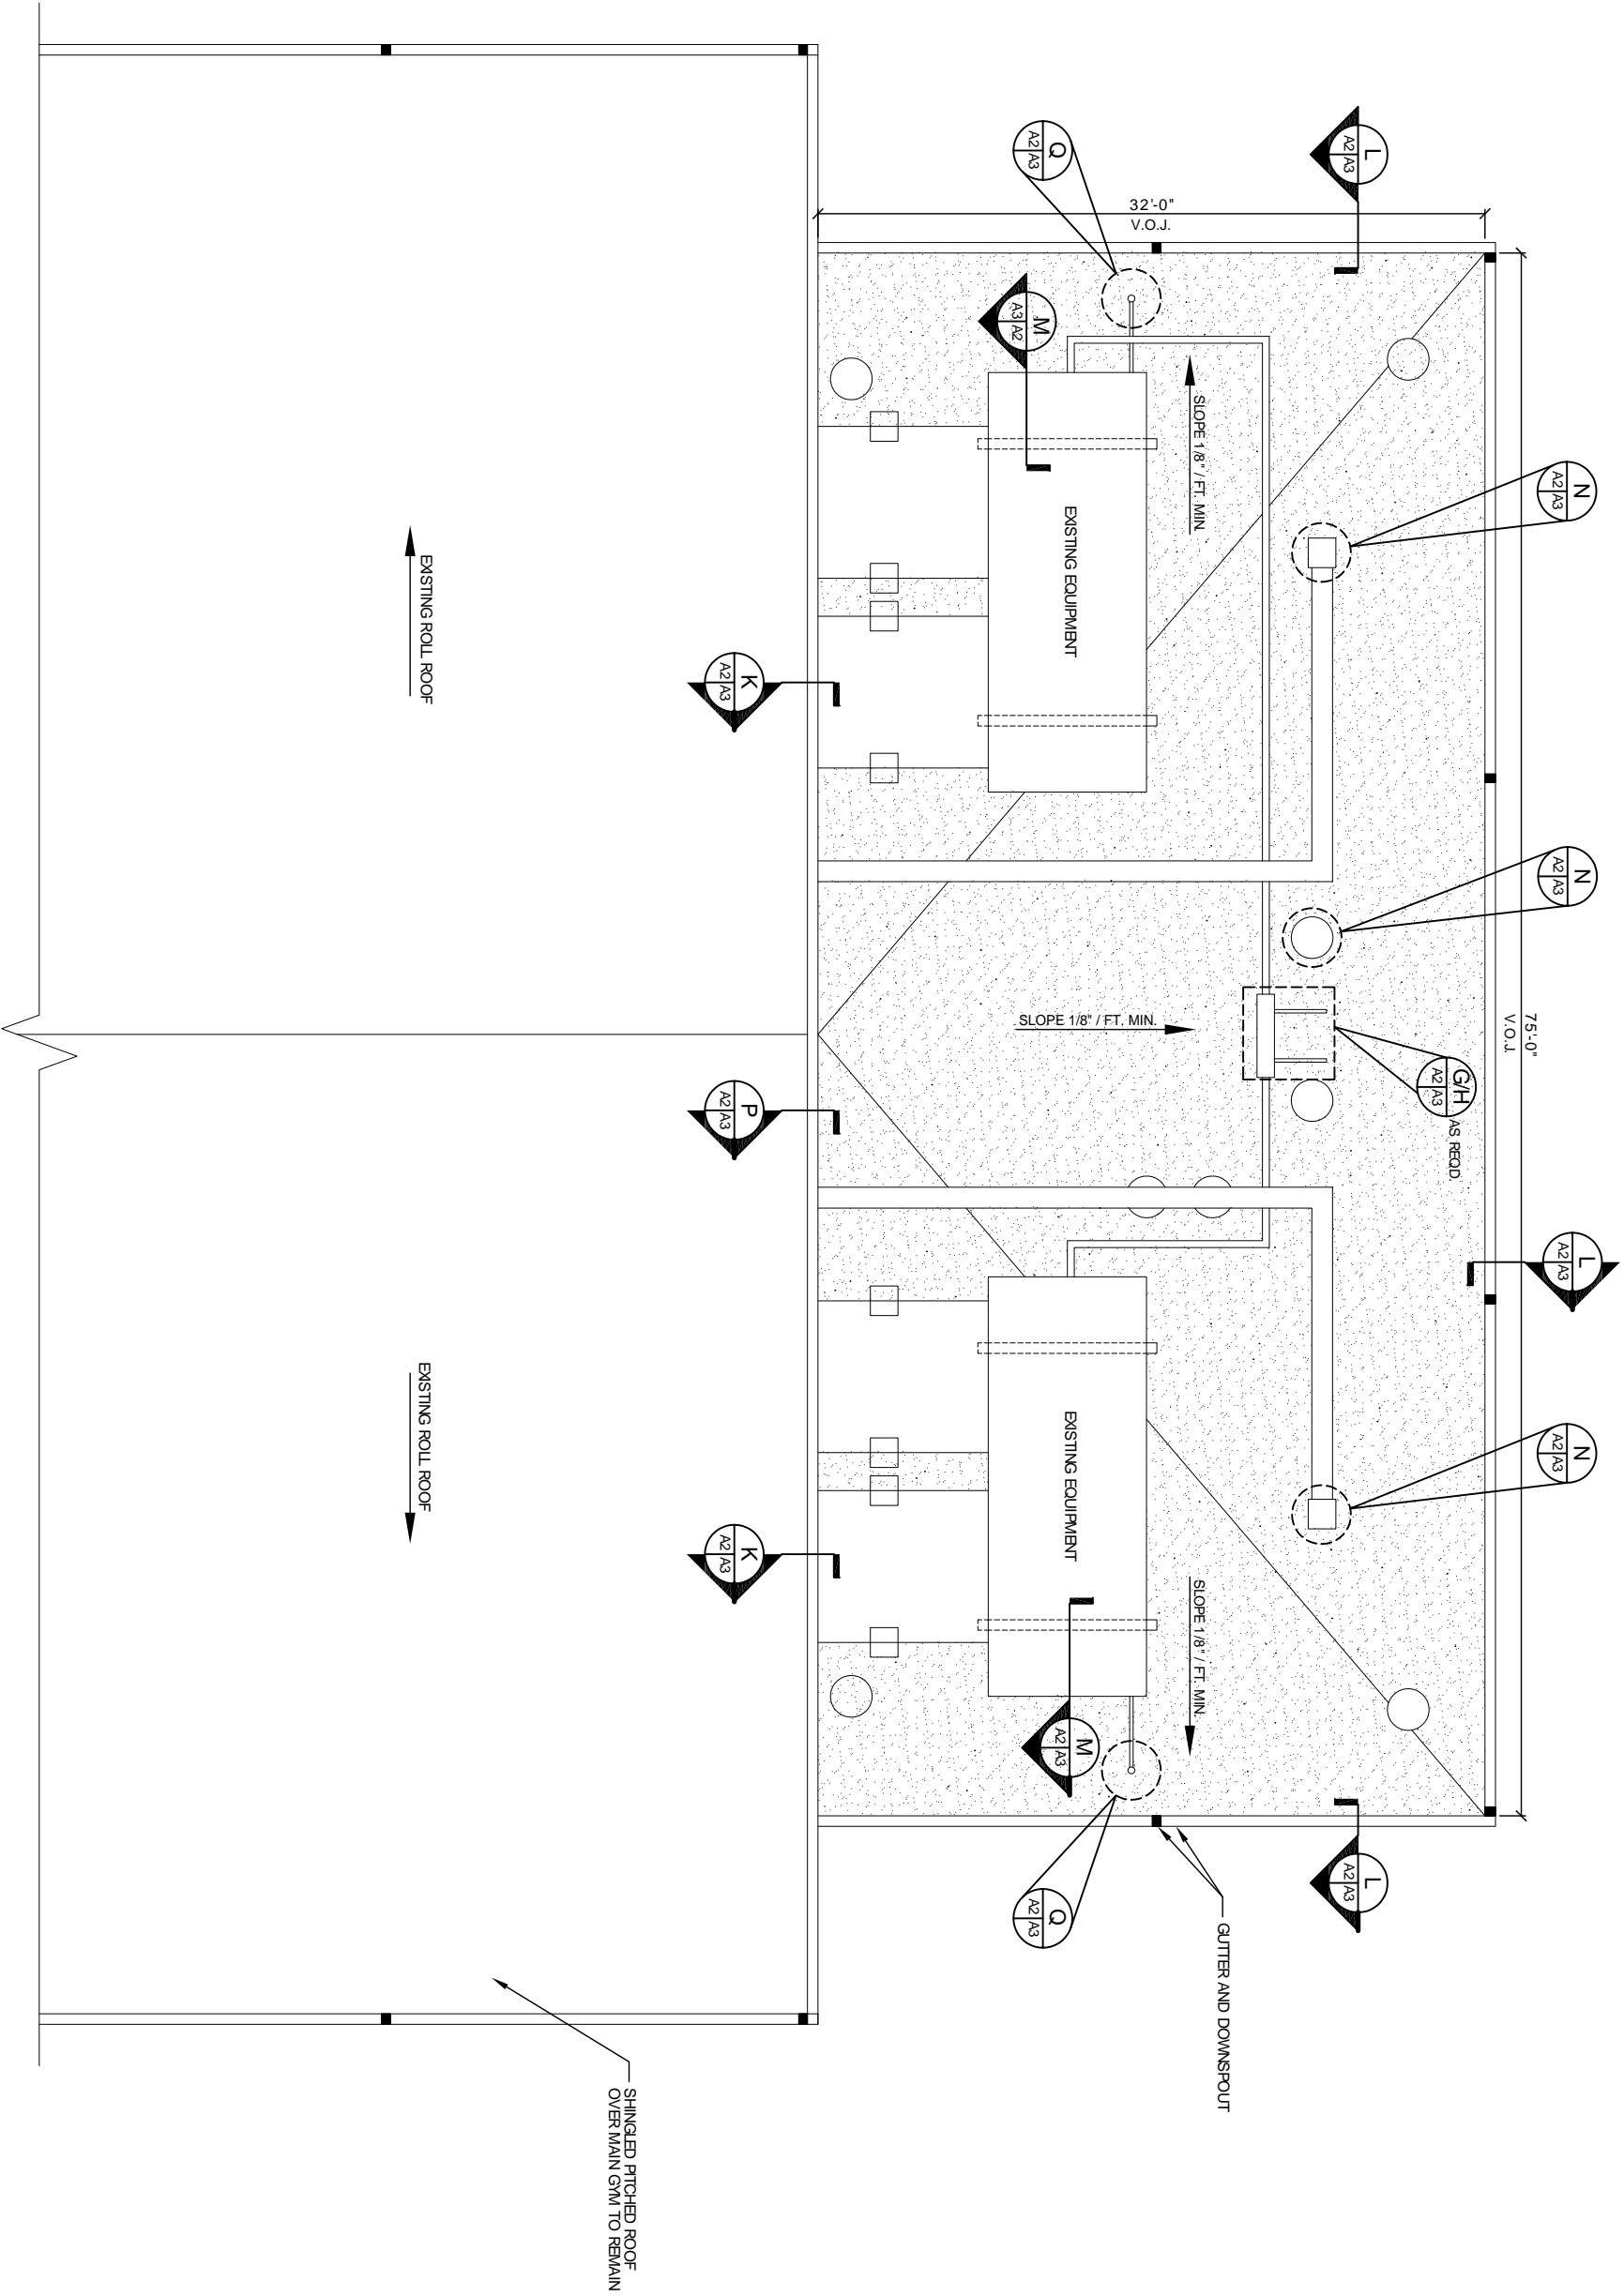 L
A2 A3
Q
A2 A3
32'-0"
V.O.J.
M
A3 A2
SLOPE 1/8" / FT. MIN.
N
A2 A3
EXISTING EQUIPMENT
EXISTING ROLL ROOF
K
A2 A3
N
A2 A3
75'-0"
V.O.J.
SLOPE 1/8" / FT. MIN.
G/H
A2 A3
AS REQD.
P
A2 A3
L
A2 A3
EXISTING ROLL ROOF
EXISTING EQUIPMENT
N
A2 A3
K
A2 A3
SLOPE 1/8" / FT. MIN.
M
A2 A3
L
A2 A3
Q
A2 A3
GUTTER AND DOWNSPOUT
SHINGLED PITCHED ROOF
OVER MAIN GYM TO REMAIN